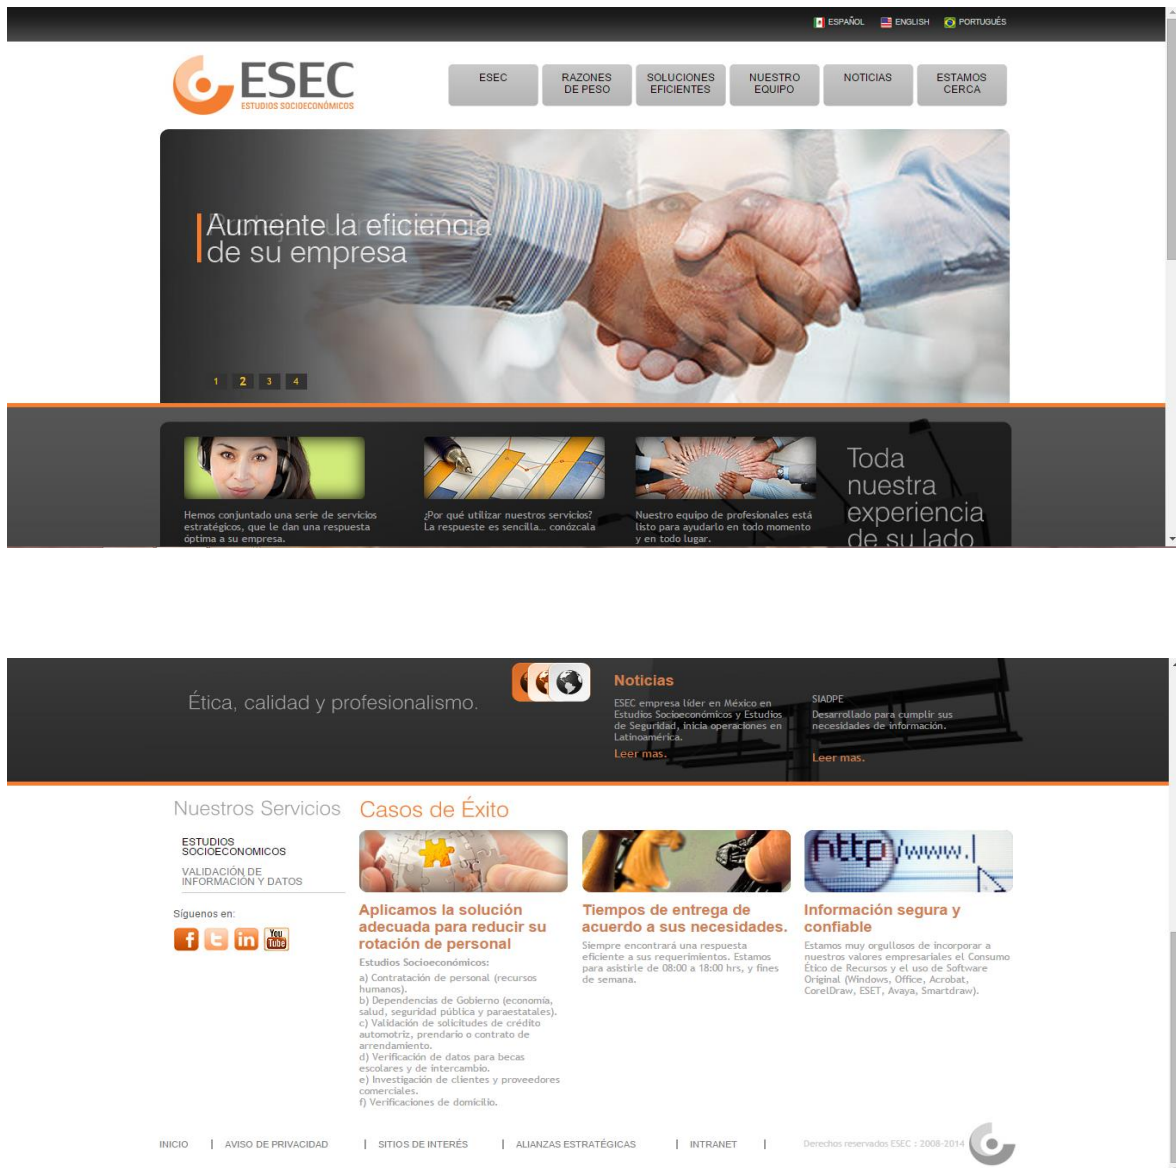 ESPAÑOL ENGLISH PORTUGUÊS
ESEC
ESTUDIOS SOCIOECONÓMICOS
ESEC
RAZONES
DE PESO
SOLUCIONES
EFICIENTES
NUESTRO
EQUIPO
NOTICIAS
ESTAMOS
CERCA
Aumente la eficiencia
de su empresa
1 2 3 4
Hemos conjuntado una serie de servicios
estratégicos, que le dan una respuesta
óptima a su empresa.
¿Por qué utilizar nuestros servicios?
La respueste es sencilla... conózcala
Nuestro equipo de profesionales está
listo para ayudarlo en todo momento
y en todo lugar.
Toda
nuestra
experiencia
de su lado
Ética, calidad y profesionalismo.
Noticias
ESEC empresa líder en México en
Estudios Socioeconómicos y Estudios
de Seguridad, inicia operaciones en
Latinoamérica.
Leer mas.
SIADPE
Desarrollado para cumplir sus
necesidades de información.
Leer mas.
Nuestros Servicios
ESTUDIOS
SOCIOECONOMICOS
VALIDACIÓN DE
INFORMACIÓN Y DATOS
Síguenos en:
f t in You Tube
Casos de Éxito
Aplicamos la solución
adecuada para reducir su
rotación de personal
Estudios Socioeconómicos:
a) Contratación de personal (recursos
humanos).
b) Dependencias de Gobierno (economía,
salud, seguridad pública y paraestatales).
c) Validación de solicitudes de crédito
automotriz, prendario o contrato de
arrendamiento.
d) Verificación de datos para becas
escolares y de intercambio.
e) Investigación de clientes y proveedores
comerciales.
f) Verificaciones de domicilio.
Tiempos de entrega de
acuerdo a sus necesidades.
Siempre encontrará una respuesta
eficiente a sus requerimientos. Estamos
para asistirle de 08:00 a 18:00 hrs, y fines
de semana.
http://www.
Información segura y
confiable
Estamos muy orgullosos de incorporar a
nuestros valores empresariales el Consumo
Ético de Recursos y el uso de Software
Original (Windows, Office, Acrobat,
CorelDraw, ESET, Avaya, Smartdraw).
INICIO | AVISO DE PRIVACIDAD | SITIOS DE INTERÉS | ALIANZAS ESTRATÉGICAS | INTRANET |
Derechos reservados ESEC : 2008-2014